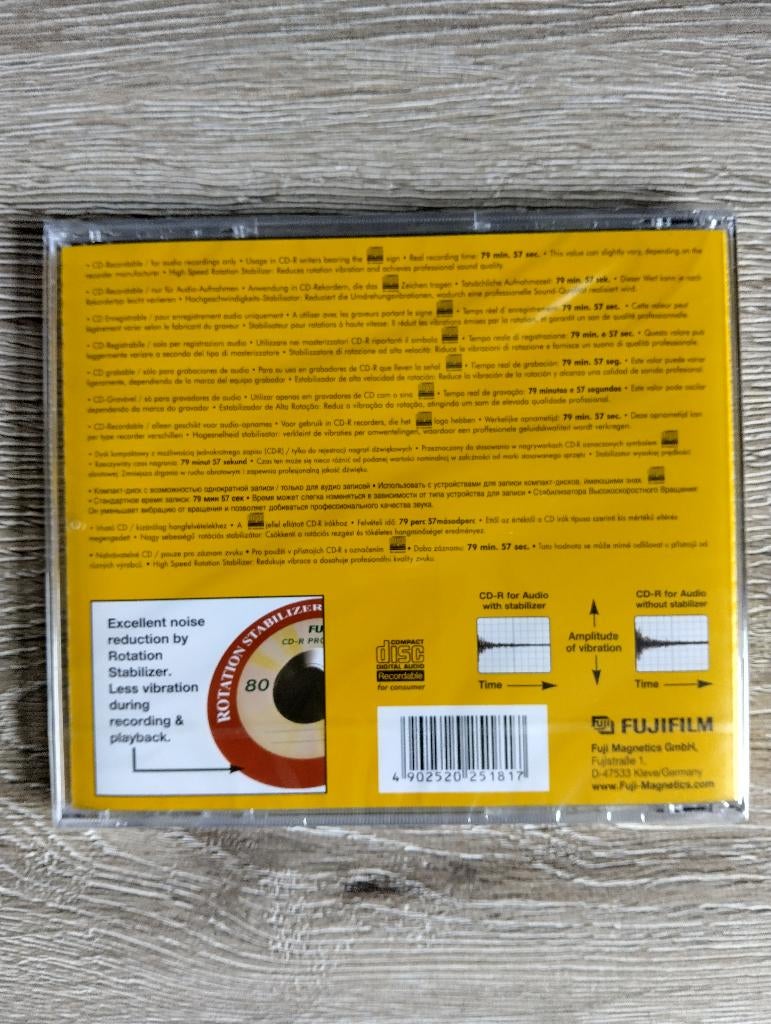 • CD-Recordable / for audio recordings only • Usage in CD-R writers bearing the sign • Real recording time: 79 min. 57 sec. • This value can slightly vary, depending on the
recorder manufacturer • High Speed Rotation Stabilizer: Reduces rotation vibration and achieves professional sound quality.
• CD-Recordable / nur für Audio-Aufnahmen • Anwendung in CD-Rekordern, die das Zeichen tragen • Tatsächliche Aufnahmezeit: 79 min. 57 sek. • Dieser Wert kann je nach
Rekordertyp leicht variieren • Hochgeschwindigkeits-Stabilisator: Reduziert die Umdrehungsvibrationen, wodurch eine professionelle Sound-Qualität realisiert wird.
• CD Enregistrable / pour enregistrement audio uniquement • A utiliser avec les graveurs portant le signe • Temps réel d'enregistrement: 79 min. 57 sec. • Cette valeur peut
légèrement varier selon le fabricant du graveur • Stabilisateur pour rotations à haute vitesse. Il réduit les vibrations émises par la rotation, et garantit un son de qualité professionnelle.
• CD-Registrabile / solo per registrazioni audio • Utilizzare nei masterizzatori CD-R riportanti il simbolo • Tempo reale di registrazione: 79 min. e 57 sec. • Questo valore può
leggermente variare a seconda del tipo di masterizzatore • Stabilizzatore di rotazione ad alta velocità: Riduce le vibrazioni di rotazione e fornisce un suono di qualità professionale.
• CD grabable / sólo para grabaciones de audio • Para su uso en grabadores de CD-R que lleven la señal • Tiempo real de grabación: 79 min. 57 seg. • Este valor puede variar
ligeramente, dependiendo de la marca del equipo grabador • Estabilizador de alta velocidad de rotación: Reduce la vibración de la rotación y alcanza una calidad de sonido profesional.
• CD-Gravável / só para gravadores de audio • Utilizar apenas em gravadores de CD com o sinal • Tempo real de gravação: 79 minutos e 57 segundos • Este valor pode oscilar
dependendo da marca do gravador • Estabilizador de Alta Rotação: Reduz a vibração da rotação, atingindo um som de elevada qualidade profissional.
• CD-Recordable / alleen geschikt voor audio-opnames • Voor gebruik in CD-R recorders, die het logo hebben • Werkelijke opnametijd: 79 min. 57 sec. • Deze opnametijd kan
per type recorder verschillen • Hogesnelheid stabilisator: verkleint de vibraties per omwentelingen, waardoor een proffesionele geluidskwaliteit wordt verkregen.
• Dysk kompaktowy z możliwością jednokrotnego zapisu (CD-R) / tylko do rejestracji nagrań dźwiękowych • Przeznaczony do stosowania w nagrywarkach CD-R oznaczonych symbolem
• Rzeczywisty czas nagrania: 79 minut 57 sekund • Czas ten może się nieco różnić od podanej wartości nominalnej w zależności od marki stosowanego sprzętu • Stabilizator wysokiej prędkości
obrotowej: Zmniejsza drgania w ruchu obrotowym i zapewnia profesjonalną jakość dźwięku.
• Компакт-диск с возможностью однократной записи / только для аудио записей • Использовать с устройствами для записи компакт-дисков, имеющими знак
• Стандартное время записи: 79 мин 57 сек • Время может слегка изменяться в зависимости от типа устройства для записи • Стабилизатора Высокоскоростного Вращения:
Он уменьшает вибрацию от вращения и позволяет добиваться профессионального качества звука.
• Írható CD / kizárólag hangfelvételekhez • A jellel ellátott CD-R írókhoz • Felvételi idő: 79 perc 57 másodperc • Ettől az értéktől a CD írók típusa szerinti kis mértékű eltérés
megengedett • Nagy sebességű rotációs stabilizátor: Csökkenti a rotációs rezgést és tökéletes hangminőséget eredményez.
• Nahrávatelné CD / pouze pro záznam zvuku • Pro použití v přístrojích CD-R s označením • Doba záznamu: 79 min. 57 sec. • Tato hodnota se může mírně odlišovat u přístrojů od
různých výrobců. • High Speed Rotation Stabilizer: Redukuje vibrace a dosahuje profesionální kvality zvuku.
Excellent noise
reduction by
Rotation
Stabilizer.
Less vibration
during
recording &
playback.
ROTATION STABILIZER
FU
CD-R PRO
80
COMPACT
disc
DIGITAL AUDIO
Recordable
for consumer
CD-R for Audio
with stabilizer
Time
Amplitude
of vibration
CD-R for Audio
without stabilizer
Time
4 902520 251817
FUJI FUJIFILM
Fuji Magnetics GmbH,
Fujistraße 1,
D-47533 Kleve/Germany
www.Fuji-Magnetics.com